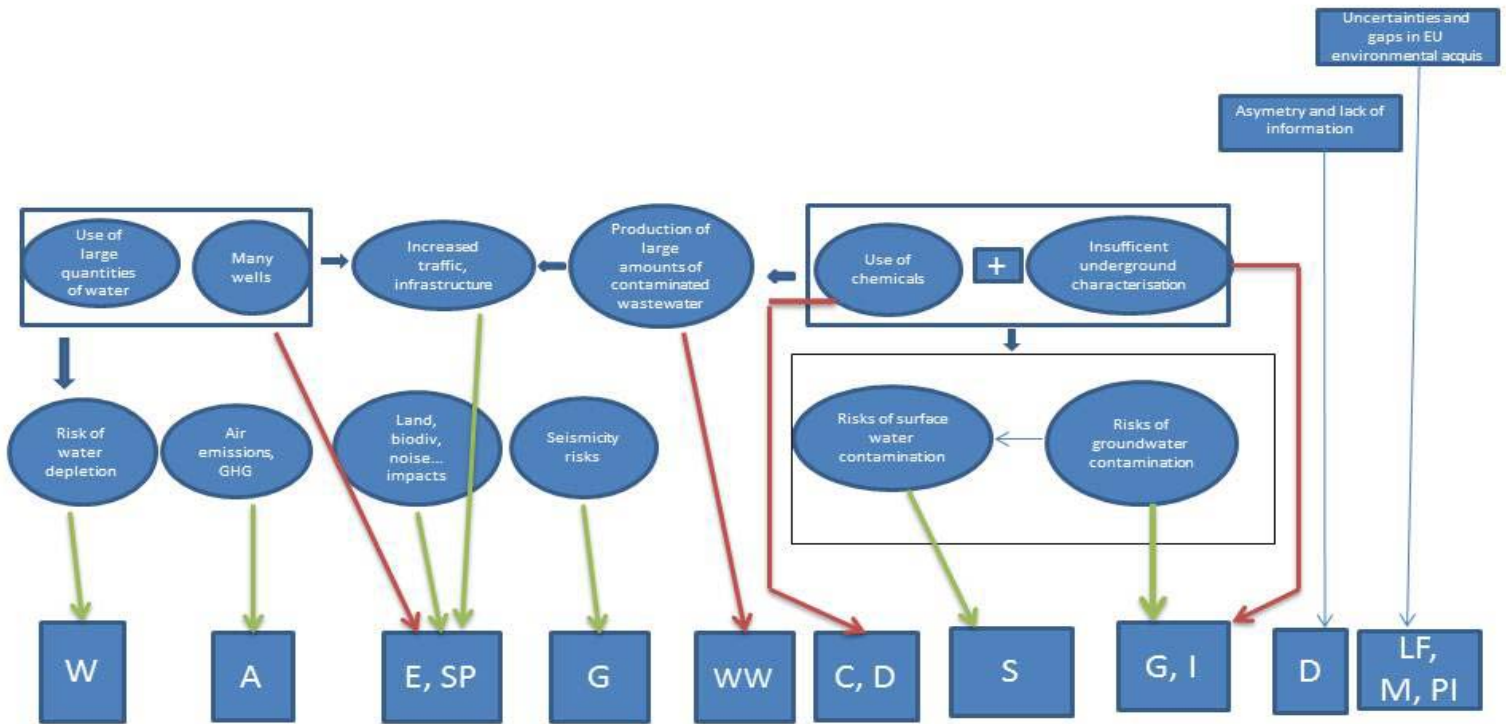 Uncertainties and
gaps in EU
environmental acquis
Asymetry and lack of
information
Use of
large
quantities
of water
Many
wells
Increased
traffic,
infrastructure
Production of
large
amounts of
contaminated
wastewater
Use of
chemicals
+
Insufficent
underground
characterisation
Risk of
water
depletion
Air
emissions,
GHG
Land,
biodiv,
noise...
impacts
Seismicity
risks
Risks of surface
water
contamination
Risks of
groundwater
contamination
W
A
E, SP
G
WW
C, D
S
G, I
D
LF,
M, PI